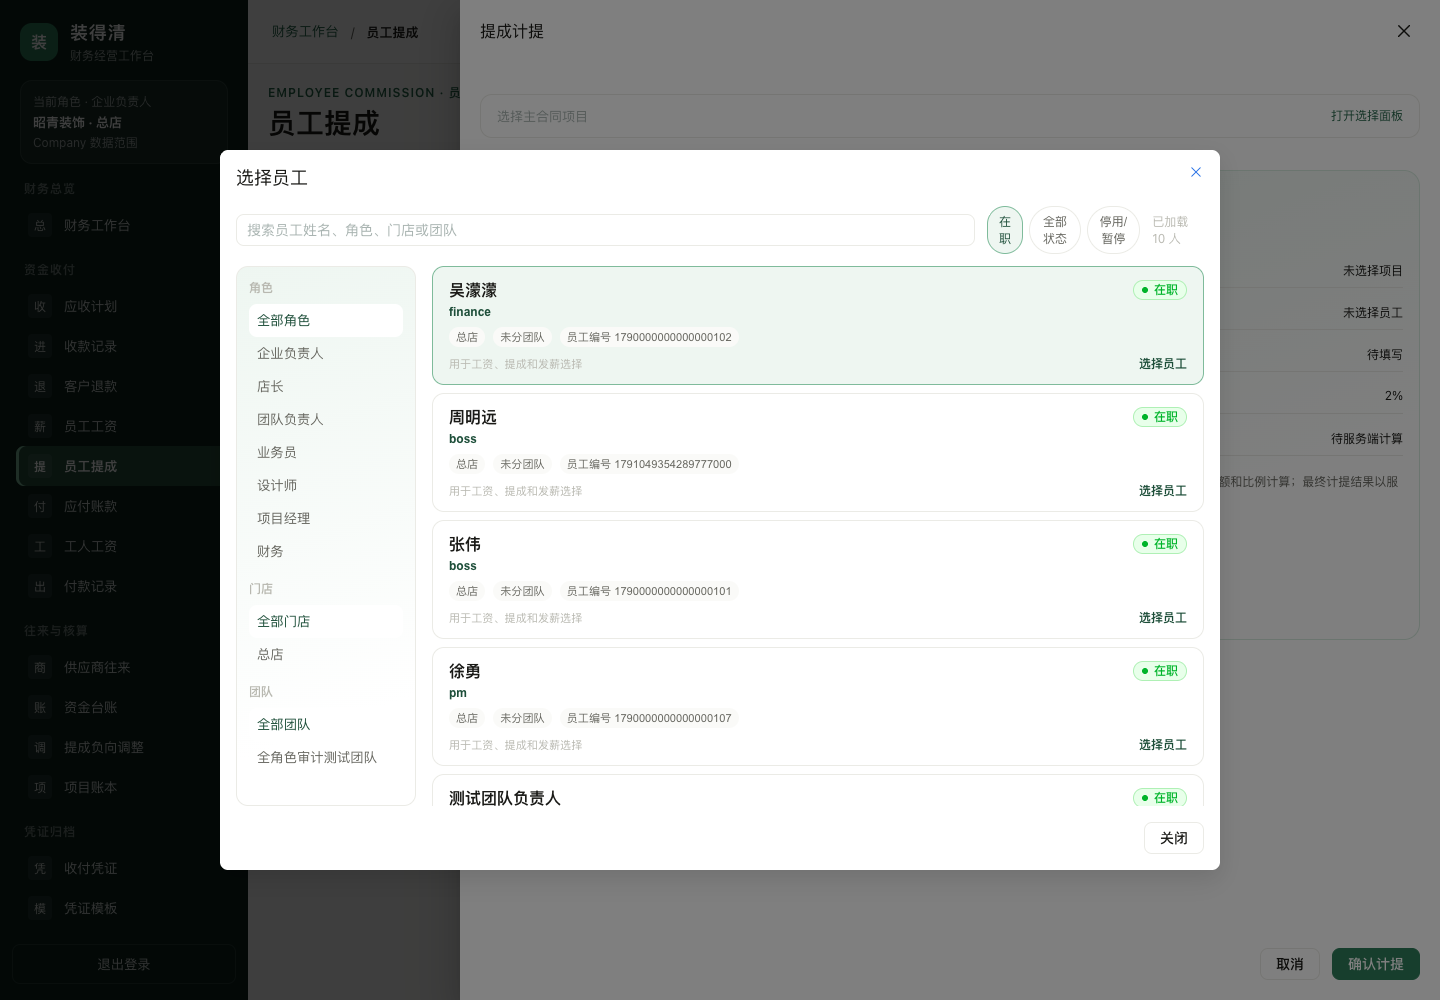 装
装得清
财务经营工作台
当前角色 · 企业负责人
昭青装饰 · 总店
Company 数据范围
财务总览
总 财务工作台
资金收付
收 应收计划
进 收款记录
退 客户退款
薪 员工工资
提 员工提成
付 应付账款
工 工人工资
出 付款记录
往来与核算
商 供应商往来
账 资金台账
调 提成负向调整
项 项目账本
凭证归档
凭 收付凭证
模 凭证模板
退出登录
财务工作台 / 员工提成
EMPLOYEE COMMISSION · 员
员工提成
提成计提
选择主合同项目 打开选择面板
未选择项目
未选择员工
待填写
2%
待服务端计算
额和比例计算；最终计提结果以服
取消 确认计提
选择员工
搜索员工姓名、角色、门店或团队
在职
全部状态
停用/暂停
已加载
10 人
角色
全部角色
企业负责人
店长
团队负责人
业务员
设计师
项目经理
财务
门店
全部门店
总店
团队
全部团队
全角色审计测试团队
吴濛濛 在职
finance
总店 未分团队 员工编号 1790000000000000102
用于工资、提成和发薪选择 选择员工
周明远 在职
boss
总店 未分团队 员工编号 1791049354289777000
用于工资、提成和发薪选择 选择员工
张伟 在职
boss
总店 未分团队 员工编号 1790000000000000101
用于工资、提成和发薪选择 选择员工
徐勇 在职
pm
总店 未分团队 员工编号 1790000000000000107
用于工资、提成和发薪选择 选择员工
测试团队负责人 在职
关闭